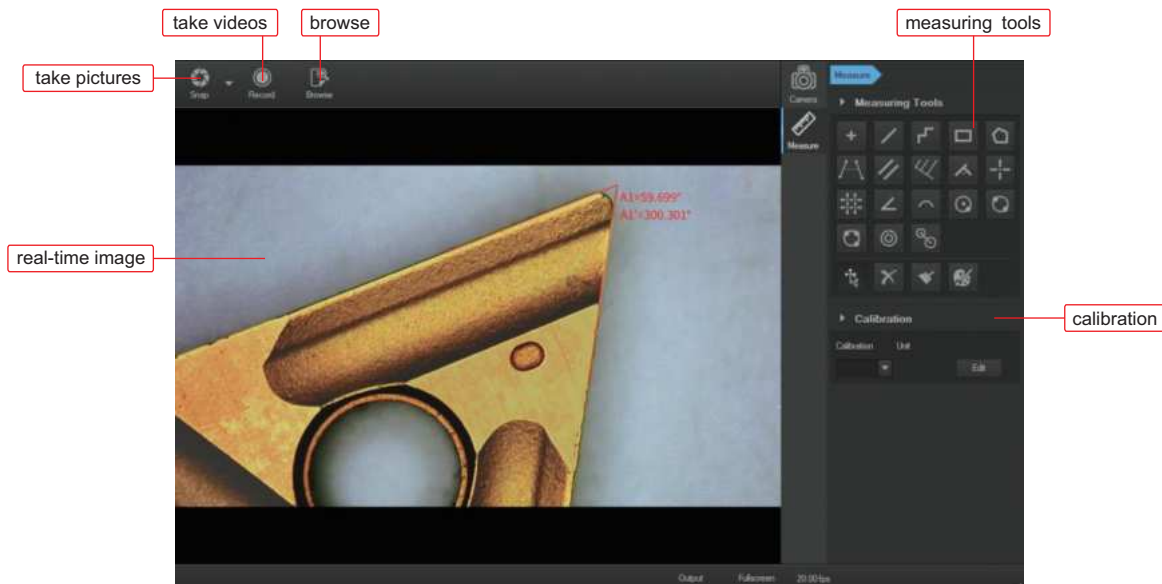 take videos
browse
measuring tools
take pictures
Snap
Record
Browse
Camera
Measure
Measure
Measuring Tools
A1=59.699°
A1'=300.301°
real-time image
Calibration
calibration
Calibration
Unit
Edit
Output
Fullscreen
20.00 fps